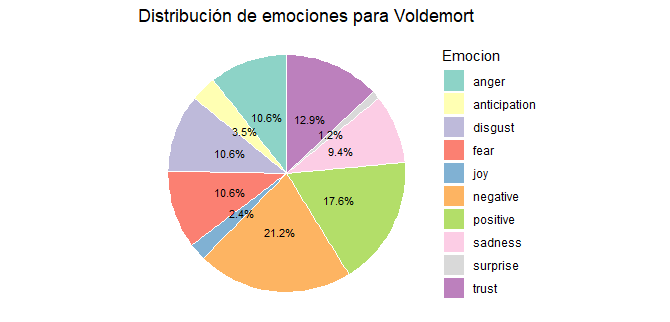 Distribución de emociones para Voldemort
10.6%
12.9%
3.5%
1.2%
10.6%
9.4%
10.6%
17.6%
2.4%
21.2%
Emocion
anger
anticipation
disgust
fear
joy
negative
positive
sadness
surprise
trust